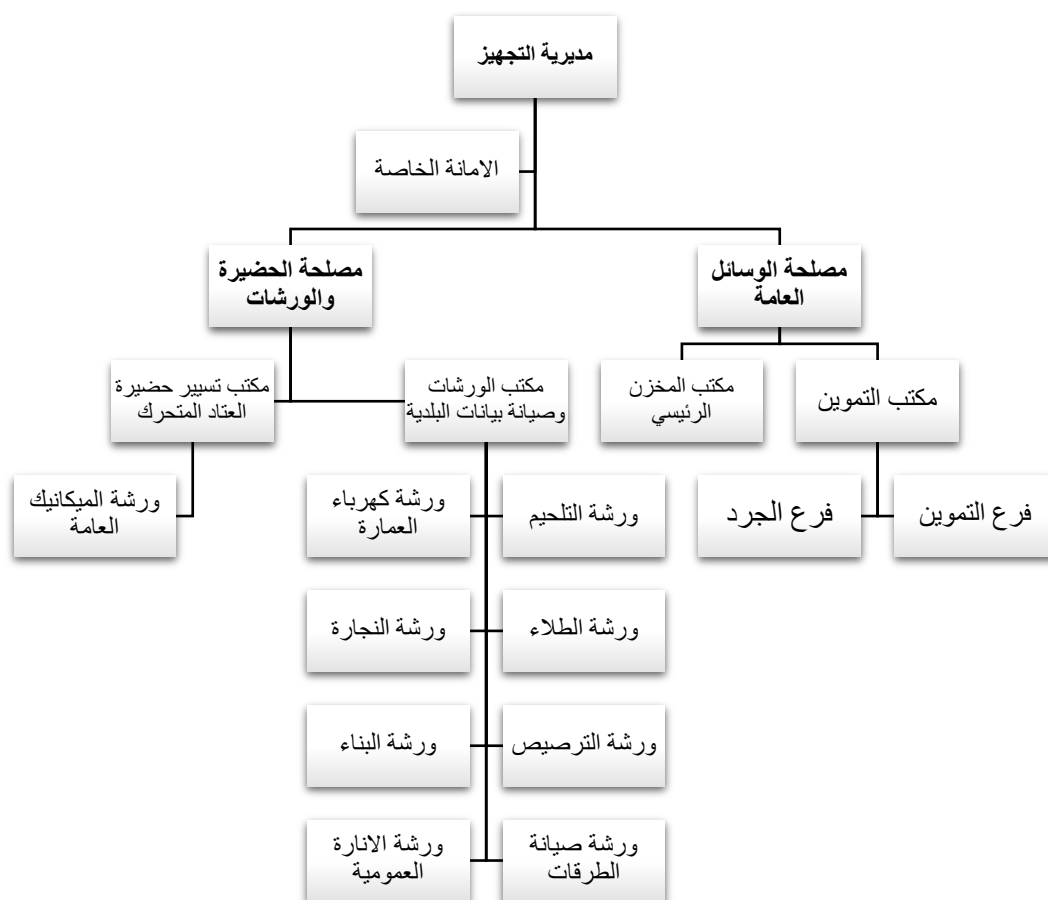 مديرية التجهيز
الامانة الخاصة
مصلحة الوسائل
العامة
مصلحة الحضيرة
والورشات
مكتب التموين
مكتب المخزن
الرئيسي
مكتب الورشات
وصيانة بيانات البلدية
مكتب تسيير حضيرة
العتاد المتحرك
فرع التموين
فرع الجرد
ورشة التلحيم
ورشة كهرباء
العمارة
ورشة الميكانيك
العامة
ورشة الطلاء
ورشة النجارة
ورشة الترصيص
ورشة البناء
ورشة صيانة
الطرقات
ورشة الانارة
العمومية